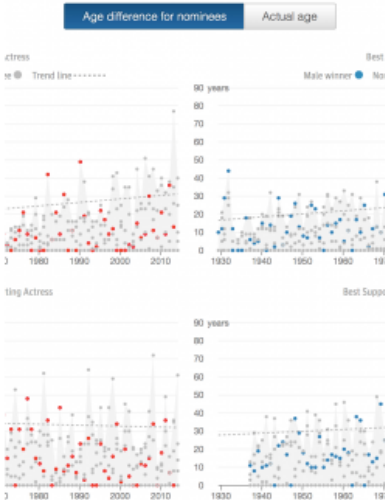 Age difference for nominees Actual age
ctress Best
ee Trend line Male winner No
90 years
80
70
60
50
40
30
20
10
0
1980 1990 2000 2010 1930 1940 1950 1960
ting Actress Best Suppo
90 years
80
70
60
50
40
30
20
10
0
1980 1990 2000 2010 1930 1940 1950 1960